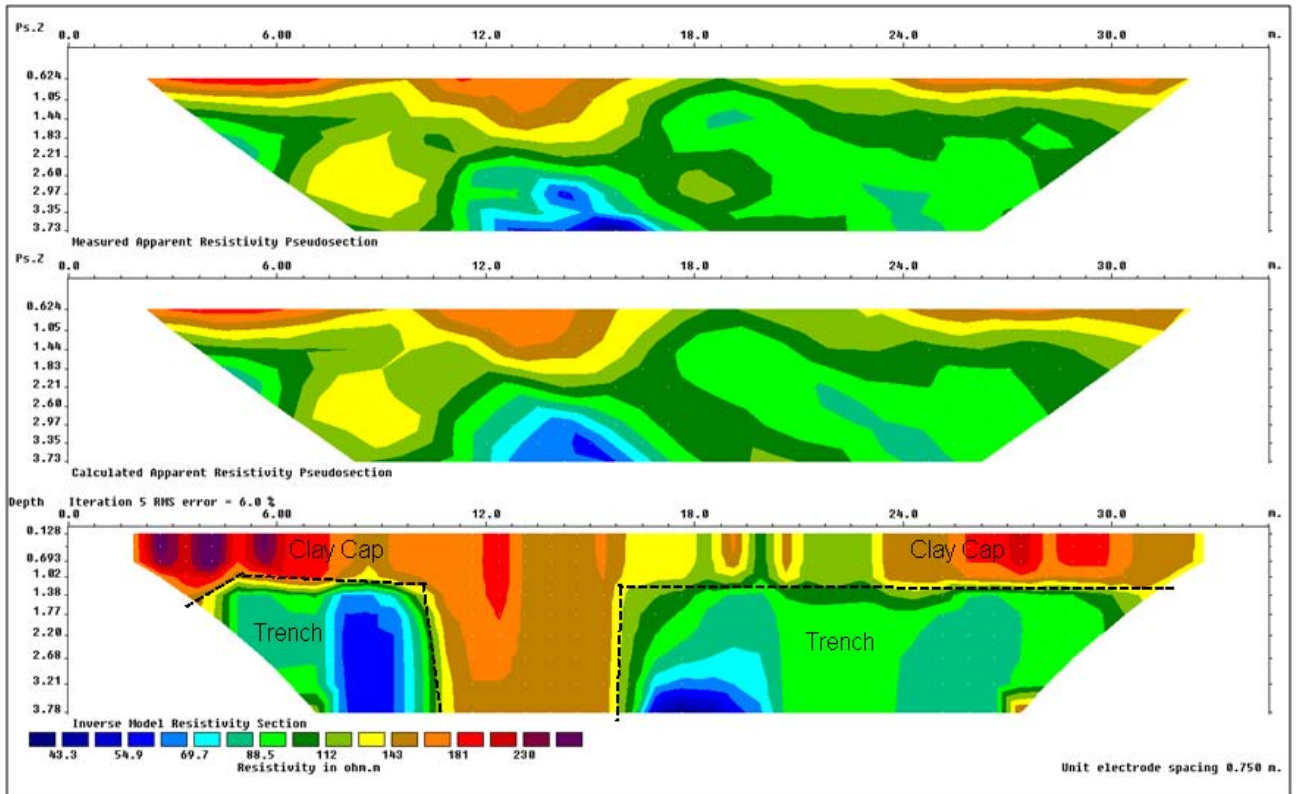 Ps.Z 0.0 6.00 12.0 18.0 24.0 30.0 m.
0.624
1.05
1.44
1.83
2.21
2.60
2.97
3.35
3.73
Measured Apparent Resistivity Pseudosection
Ps.Z 0.0 6.00 12.0 18.0 24.0 30.0 m.
0.624
1.05
1.44
1.83
2.21
2.60
2.97
3.35
3.73
Calculated Apparent Resistivity Pseudosection
Depth Iteration 5 RMS error = 6.0 %
0.0 6.00 12.0 18.0 24.0 30.0 m.
0.128
0.693
1.02
1.38
1.77
2.20
2.68
3.21
3.78
Clay Cap Clay Cap
Trench Trench
Inverse Model Resistivity Section
43.3 54.9 69.7 88.5 112 143 181 230
Resistivity in ohm.m
Unit electrode spacing 0.750 m.